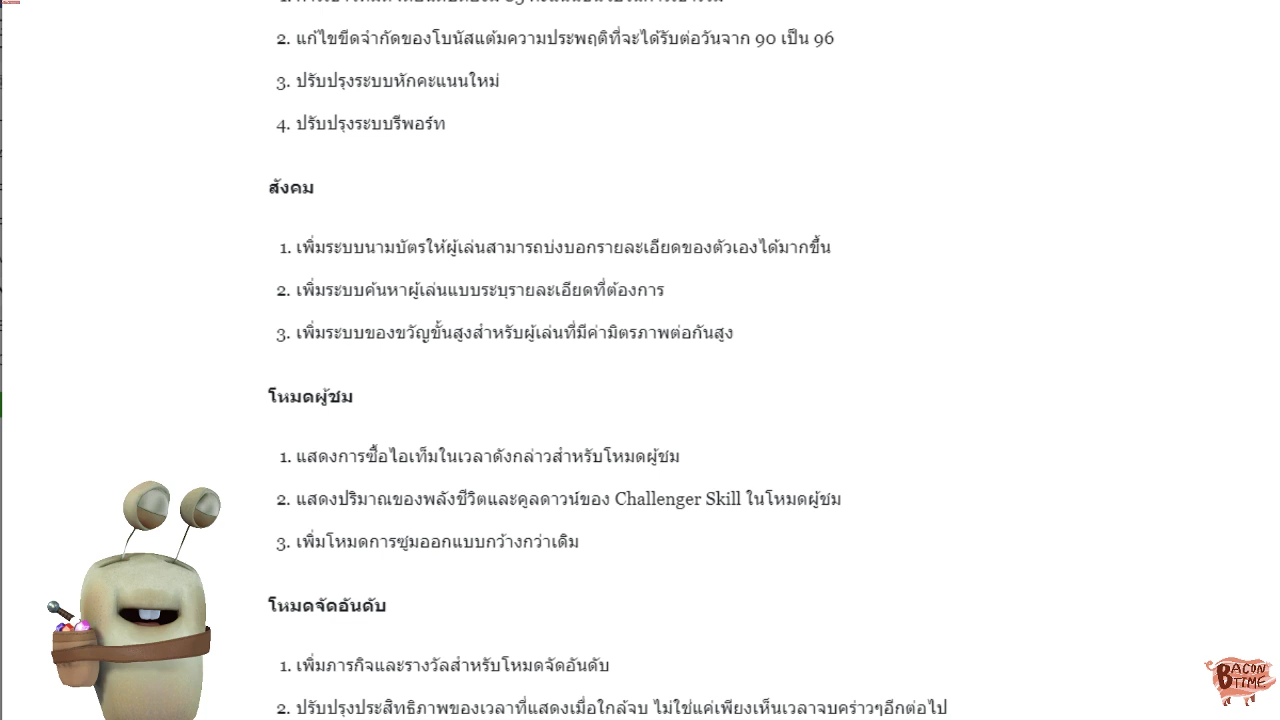 2. แก้ไขขีดจำกัดของโบนัสแต้มความประพฤติที่จะได้รับต่อวันจาก 90 เป็น 96
3. ปรับปรุงระบบหักคะแนนใหม่
4. ปรับปรุงระบบรีพอร์ท
สังคม
1. เพิ่มระบบนามบัตรให้ผู้เล่นสามารถบ่งบอกรายละเอียดของตัวเองได้มากขึ้น
2. เพิ่มระบบค้นหาผู้เล่นแบบระบุรายละเอียดที่ต้องการ
3. เพิ่มระบบของขวัญขั้นสูงสำหรับผู้เล่นที่มีค่ามิตรภาพต่อกันสูง
โหมดผู้ชม
1. แสดงการซื้อไอเท็มในเวลาดังกล่าวสำหรับโหมดผู้ชม
2. แสดงปริมาณของพลังชีวิตและคูลดาวน์ของ Challenger Skill ในโหมดผู้ชม
3. เพิ่มโหมดการซูมออกแบบกว้างกว่าเดิม
โหมดจัดอันดับ
1. เพิ่มภารกิจและรางวัลสำหรับโหมดจัดอันดับ
2. ปรับปรุงประสิทธิภาพของเวลาที่แสดงเมื่อใกล้จบ ไม่ใช่แค่เพียงเห็นเวลาจบคร่าวๆอีกต่อไป
BACON
TIME